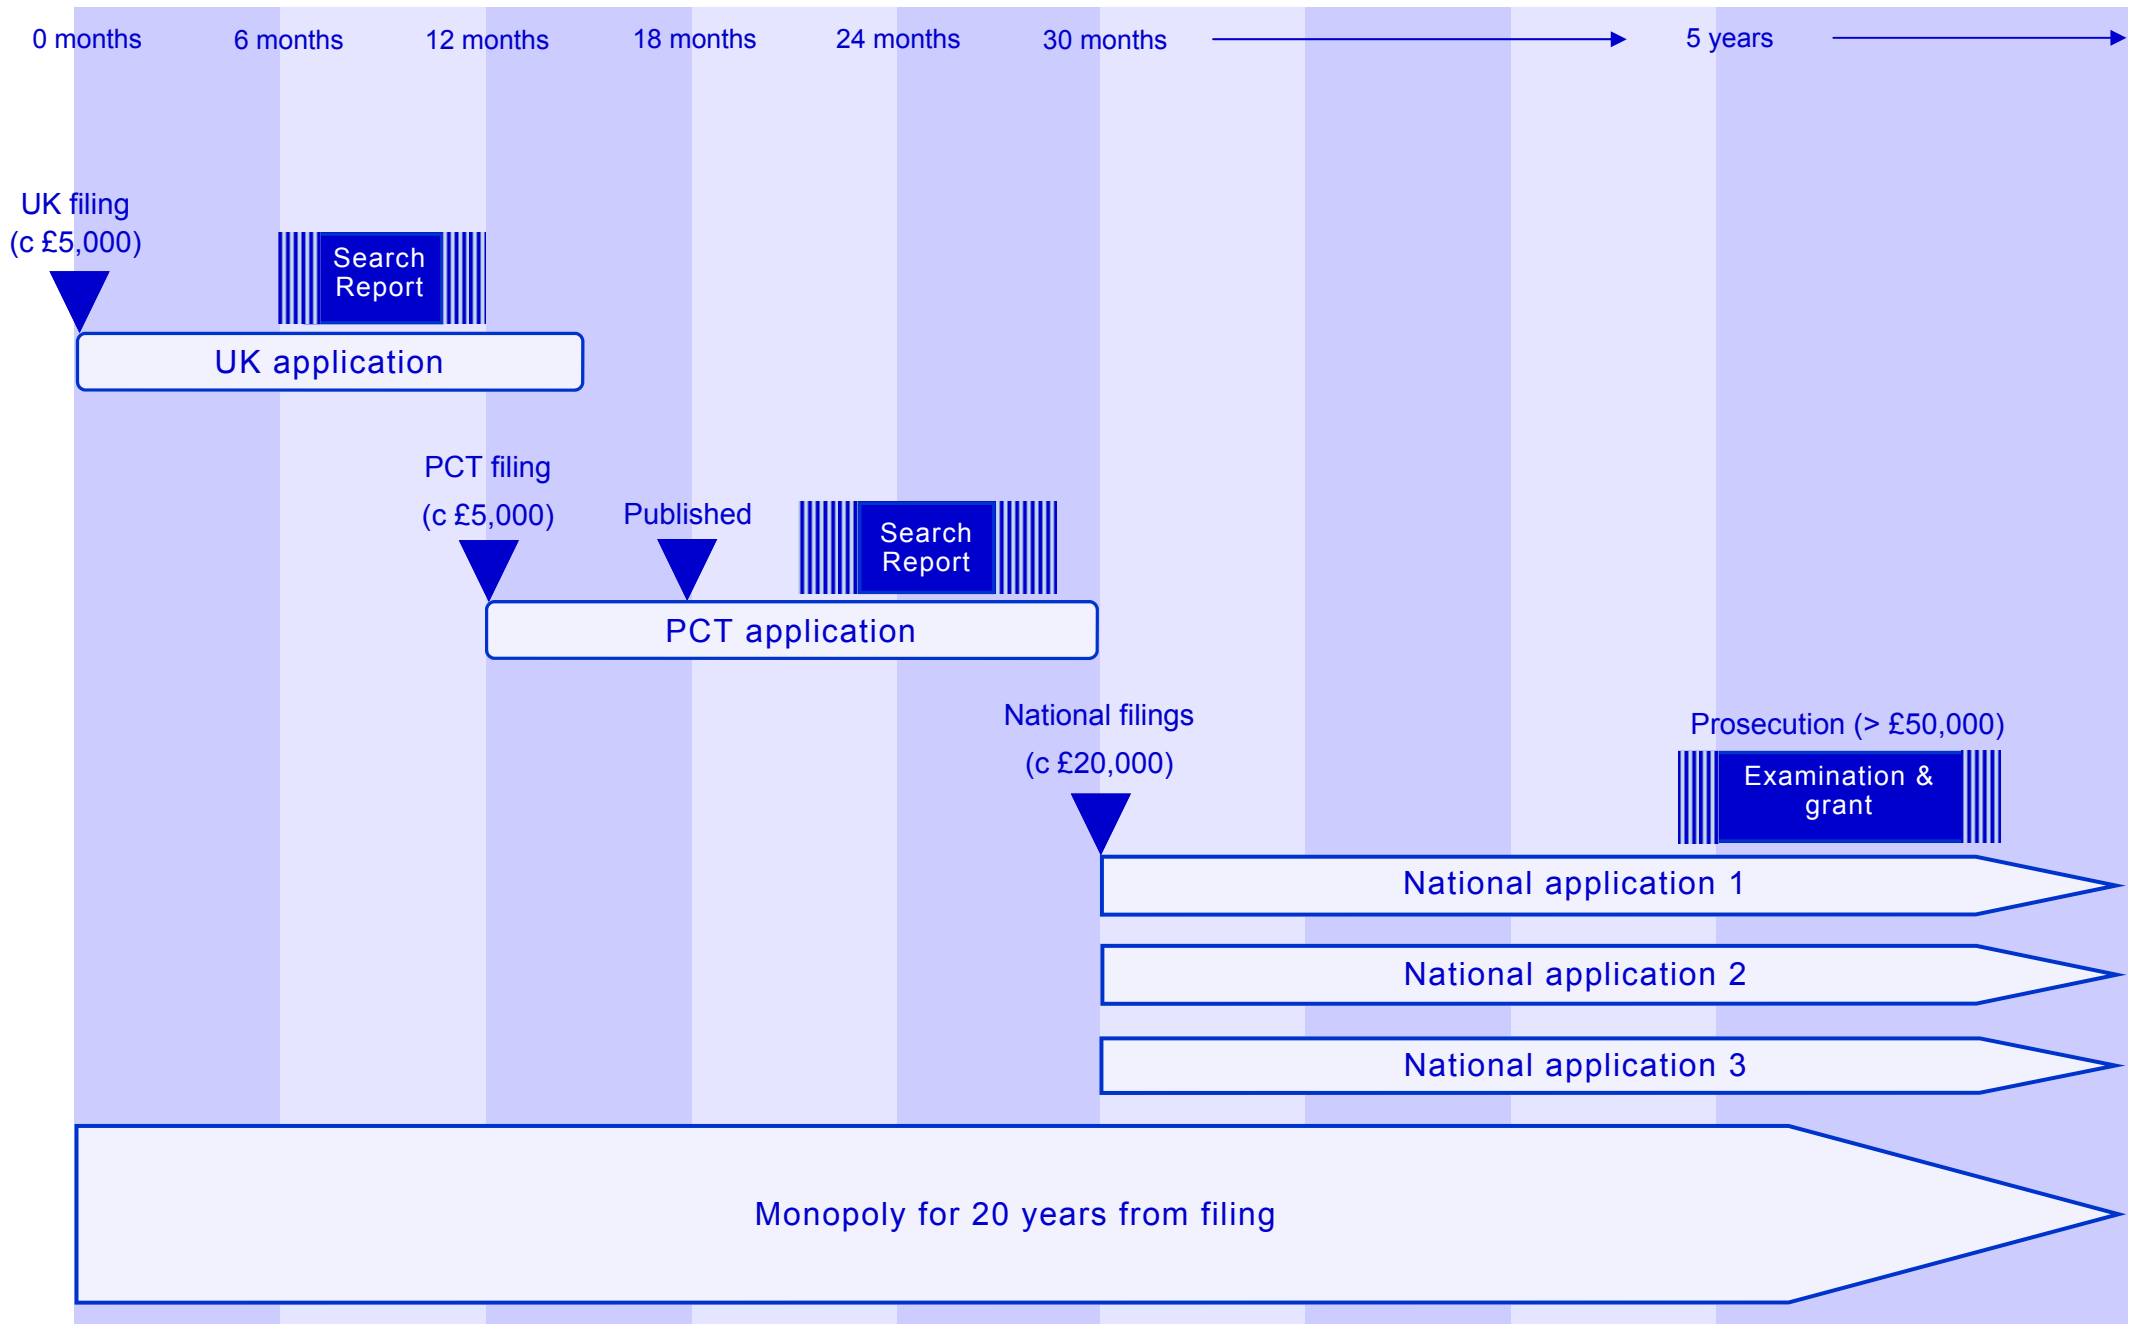 0 months
6 months
12 months
18 months
24 months
30 months
5 years
UK filing
(c £5,000)
Search
Report
UK application
PCT filing
(c £5,000)
Published
Search
Report
PCT application
National filings
(c £20,000)
Prosecution (> £50,000)
Examination &
grant
National application 1
National application 2
National application 3
Monopoly for 20 years from filing